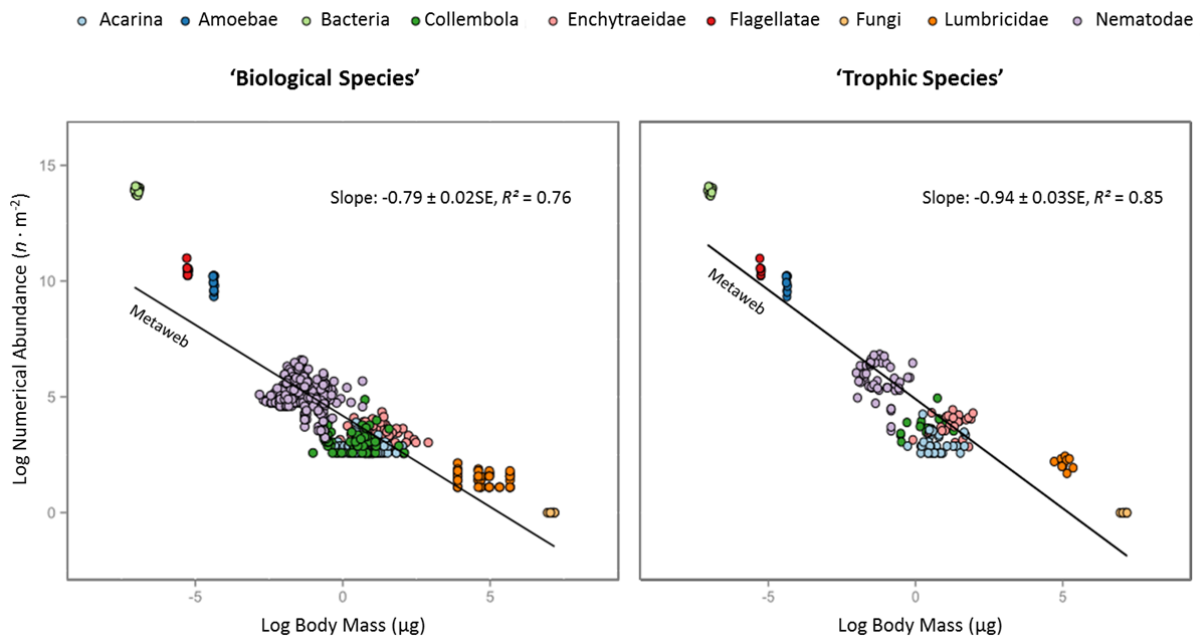 Acarina Amoebae Bacteria Collembola Enchytraeidae Flagellatae Fungi Lumbricidae Nematodae
‘Biological Species’
‘Trophic Species’
Log Numerical Abundance (n · m⁻²)
15
10
5
0
Slope: -0.79 ± 0.02SE, R² = 0.76
Metaweb
-5 0 5
Log Body Mass (µg)
Slope: -0.94 ± 0.03SE, R² = 0.85
Metaweb
-5 0 5
Log Body Mass (µg)